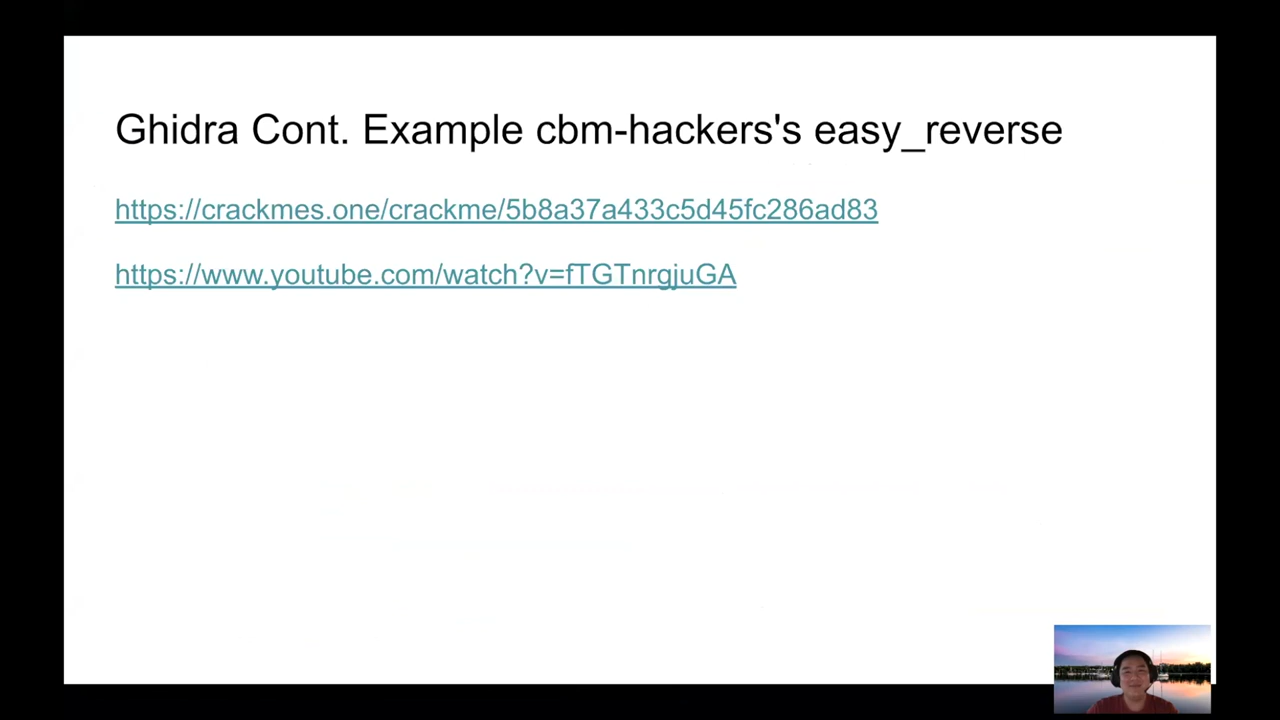 Ghidra Cont. Example cbm-hackers's easy_reverse
https://crackmes.one/crackme/5b8a37a433c5d45fc286ad83
https://www.youtube.com/watch?v=fTGTnrgjuGA